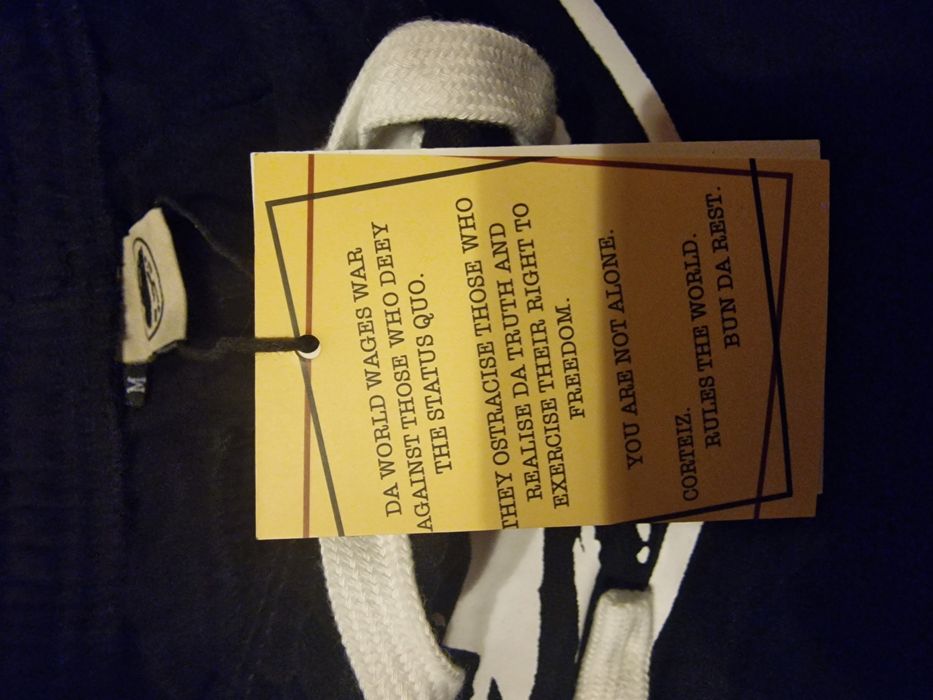 DA WORLD WAGES WAR
AGAINST THOSE WHO DEEY
THE STATUS QUO.
THEY OSTRACISE THOSE WHO
REALISE DA TRUTH AND
EXERCISE THEIR RIGHT TO
FREEDOM.
YOU ARE NOT ALONE.
CORTEIZ.
RULES THE WORLD.
BUN DA REST.
M